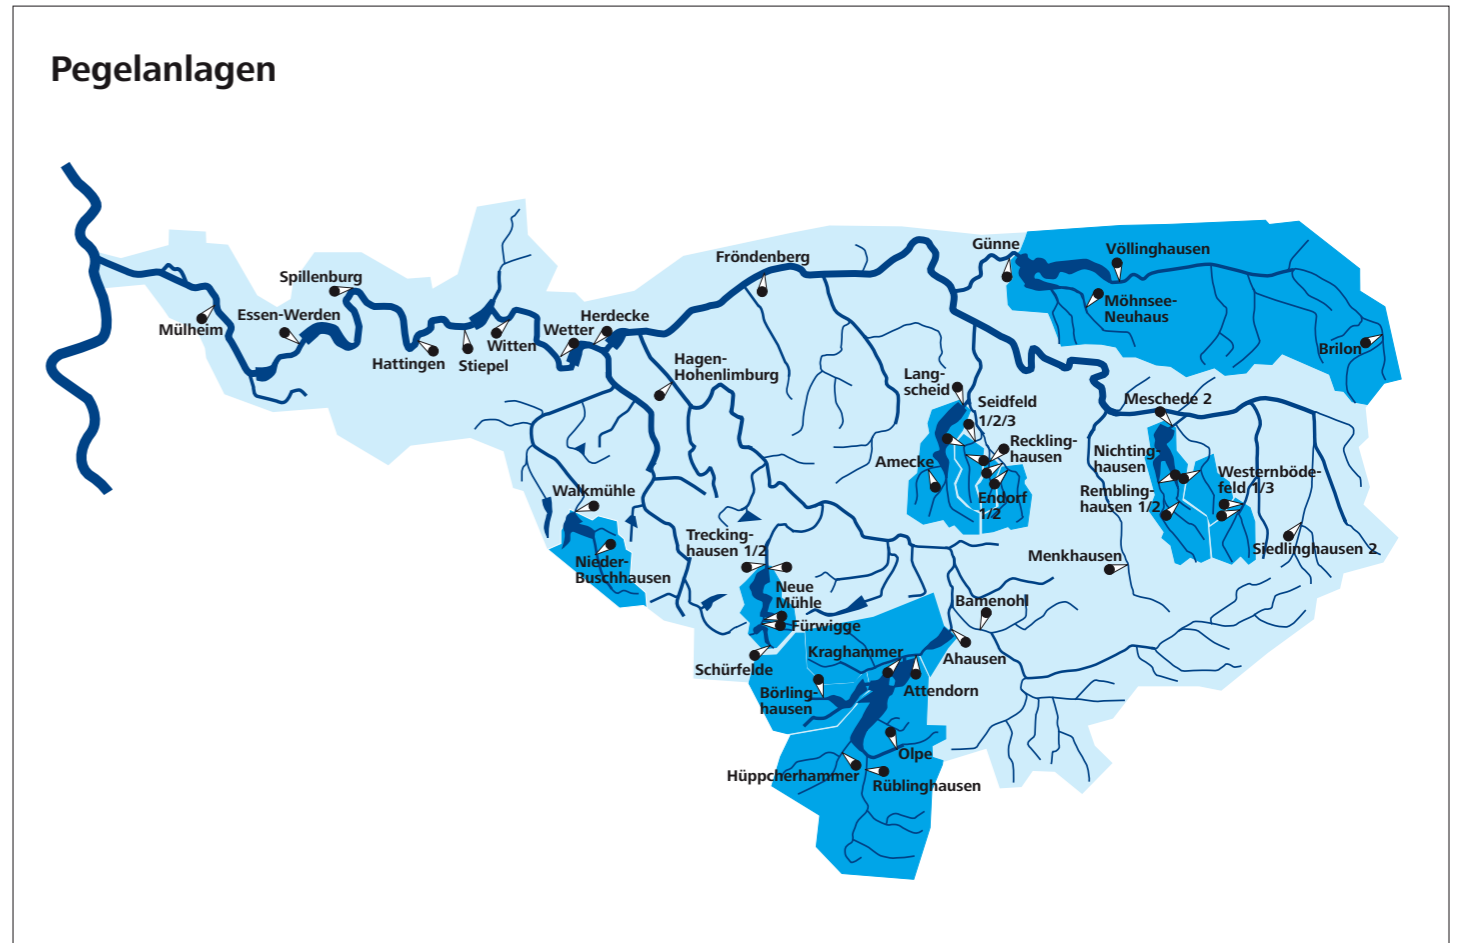 Pegelanlagen
Mülheim
Essen-Werden
Spillenburg
Hattingen
Stiepel
Witten
Wetter
Herdecke
Hagen-
Hohenlimburg
Fröndenberg
Günne
Völlinghausen
Möhnsee-
Neuhaus
Brilon
Lang-
scheid
Seidfeld
1/2/3
Reckling-
hausen
Amecke
Endorf
1/2
Meschede 2
Nichting-
hausen
Rembling-
hausen 1/2
Westernböde-
feld 1/3
Siedlinghausen 2
Menkhausen
Walkmühle
Nieder-
Buschhausen
Trecking-
hausen 1/2
Neue
Mühle
Fürwigge
Schürfelde
Bamenohl
Ahausen
Kraghammer
Attendorn
Börling-
hausen
Olpe
Hüppcherhammer
Rüblinghausen